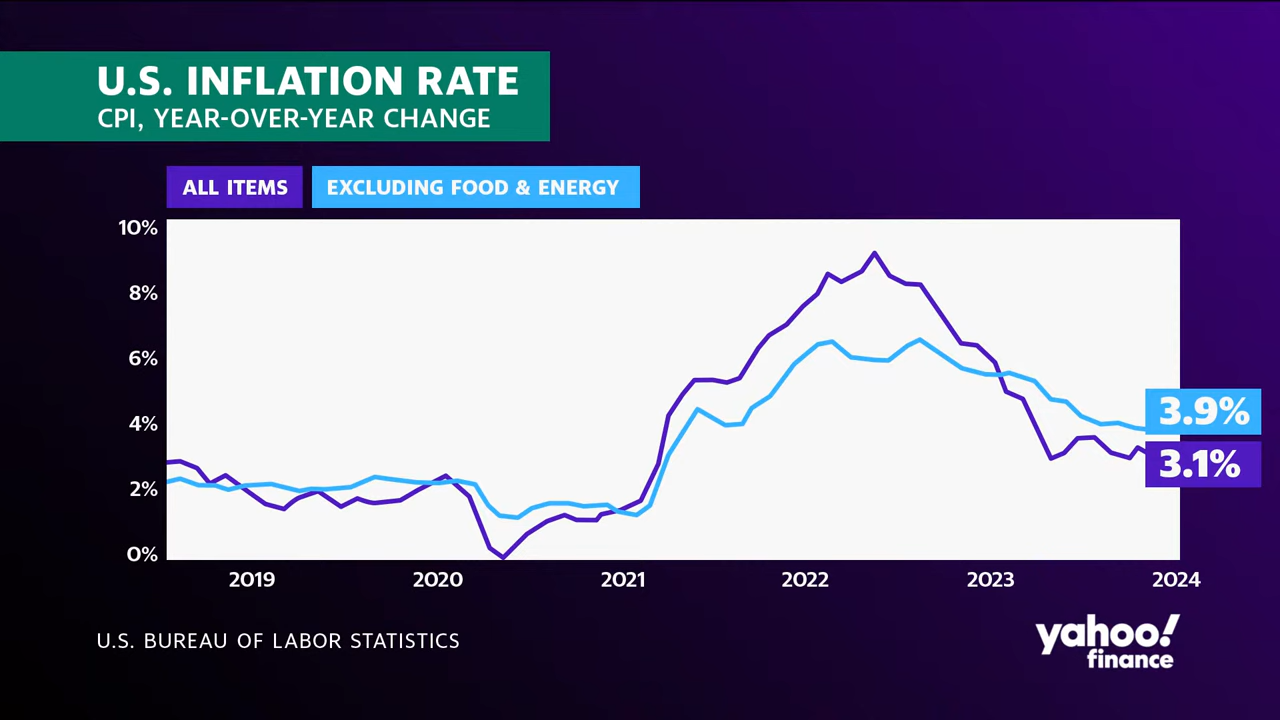 U.S. INFLATION RATE
CPI, YEAR-OVER-YEAR CHANGE
ALL ITEMS EXCLUDING FOOD & ENERGY
10%
8%
6%
4%
2%
0%
3.9%
3.1%
2019 2020 2021 2022 2023 2024
U.S. BUREAU OF LABOR STATISTICS
yahoo!
finance